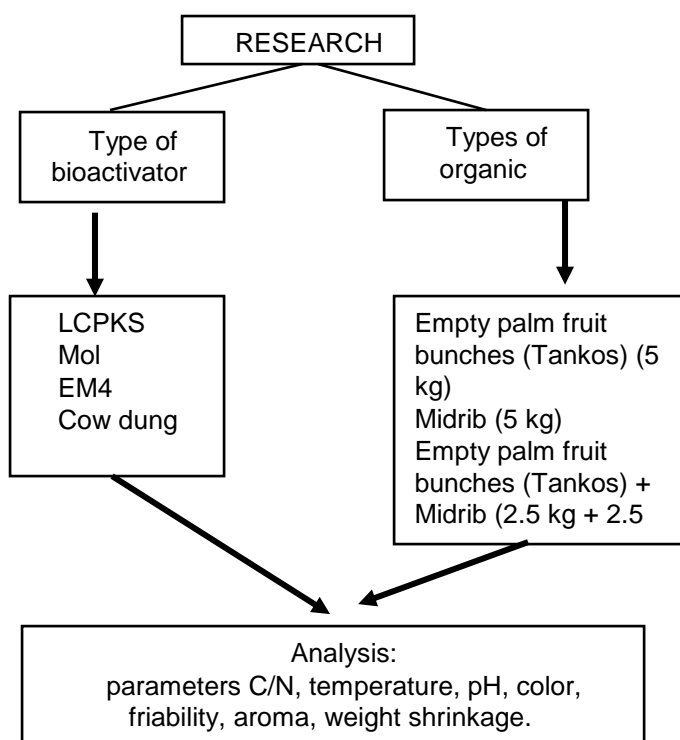 RESEARCH
Type of
bioactivator
Types of
organic
LCPKS
Mol
EM4
Cow dung
Empty palm fruit
bunches (Tankos) (5
kg)
Midrib (5 kg)
Empty palm fruit
bunches (Tankos) +
Midrib (2.5 kg + 2.5
Analysis:
parameters C/N, temperature, pH, color,
friability, aroma, weight shrinkage.